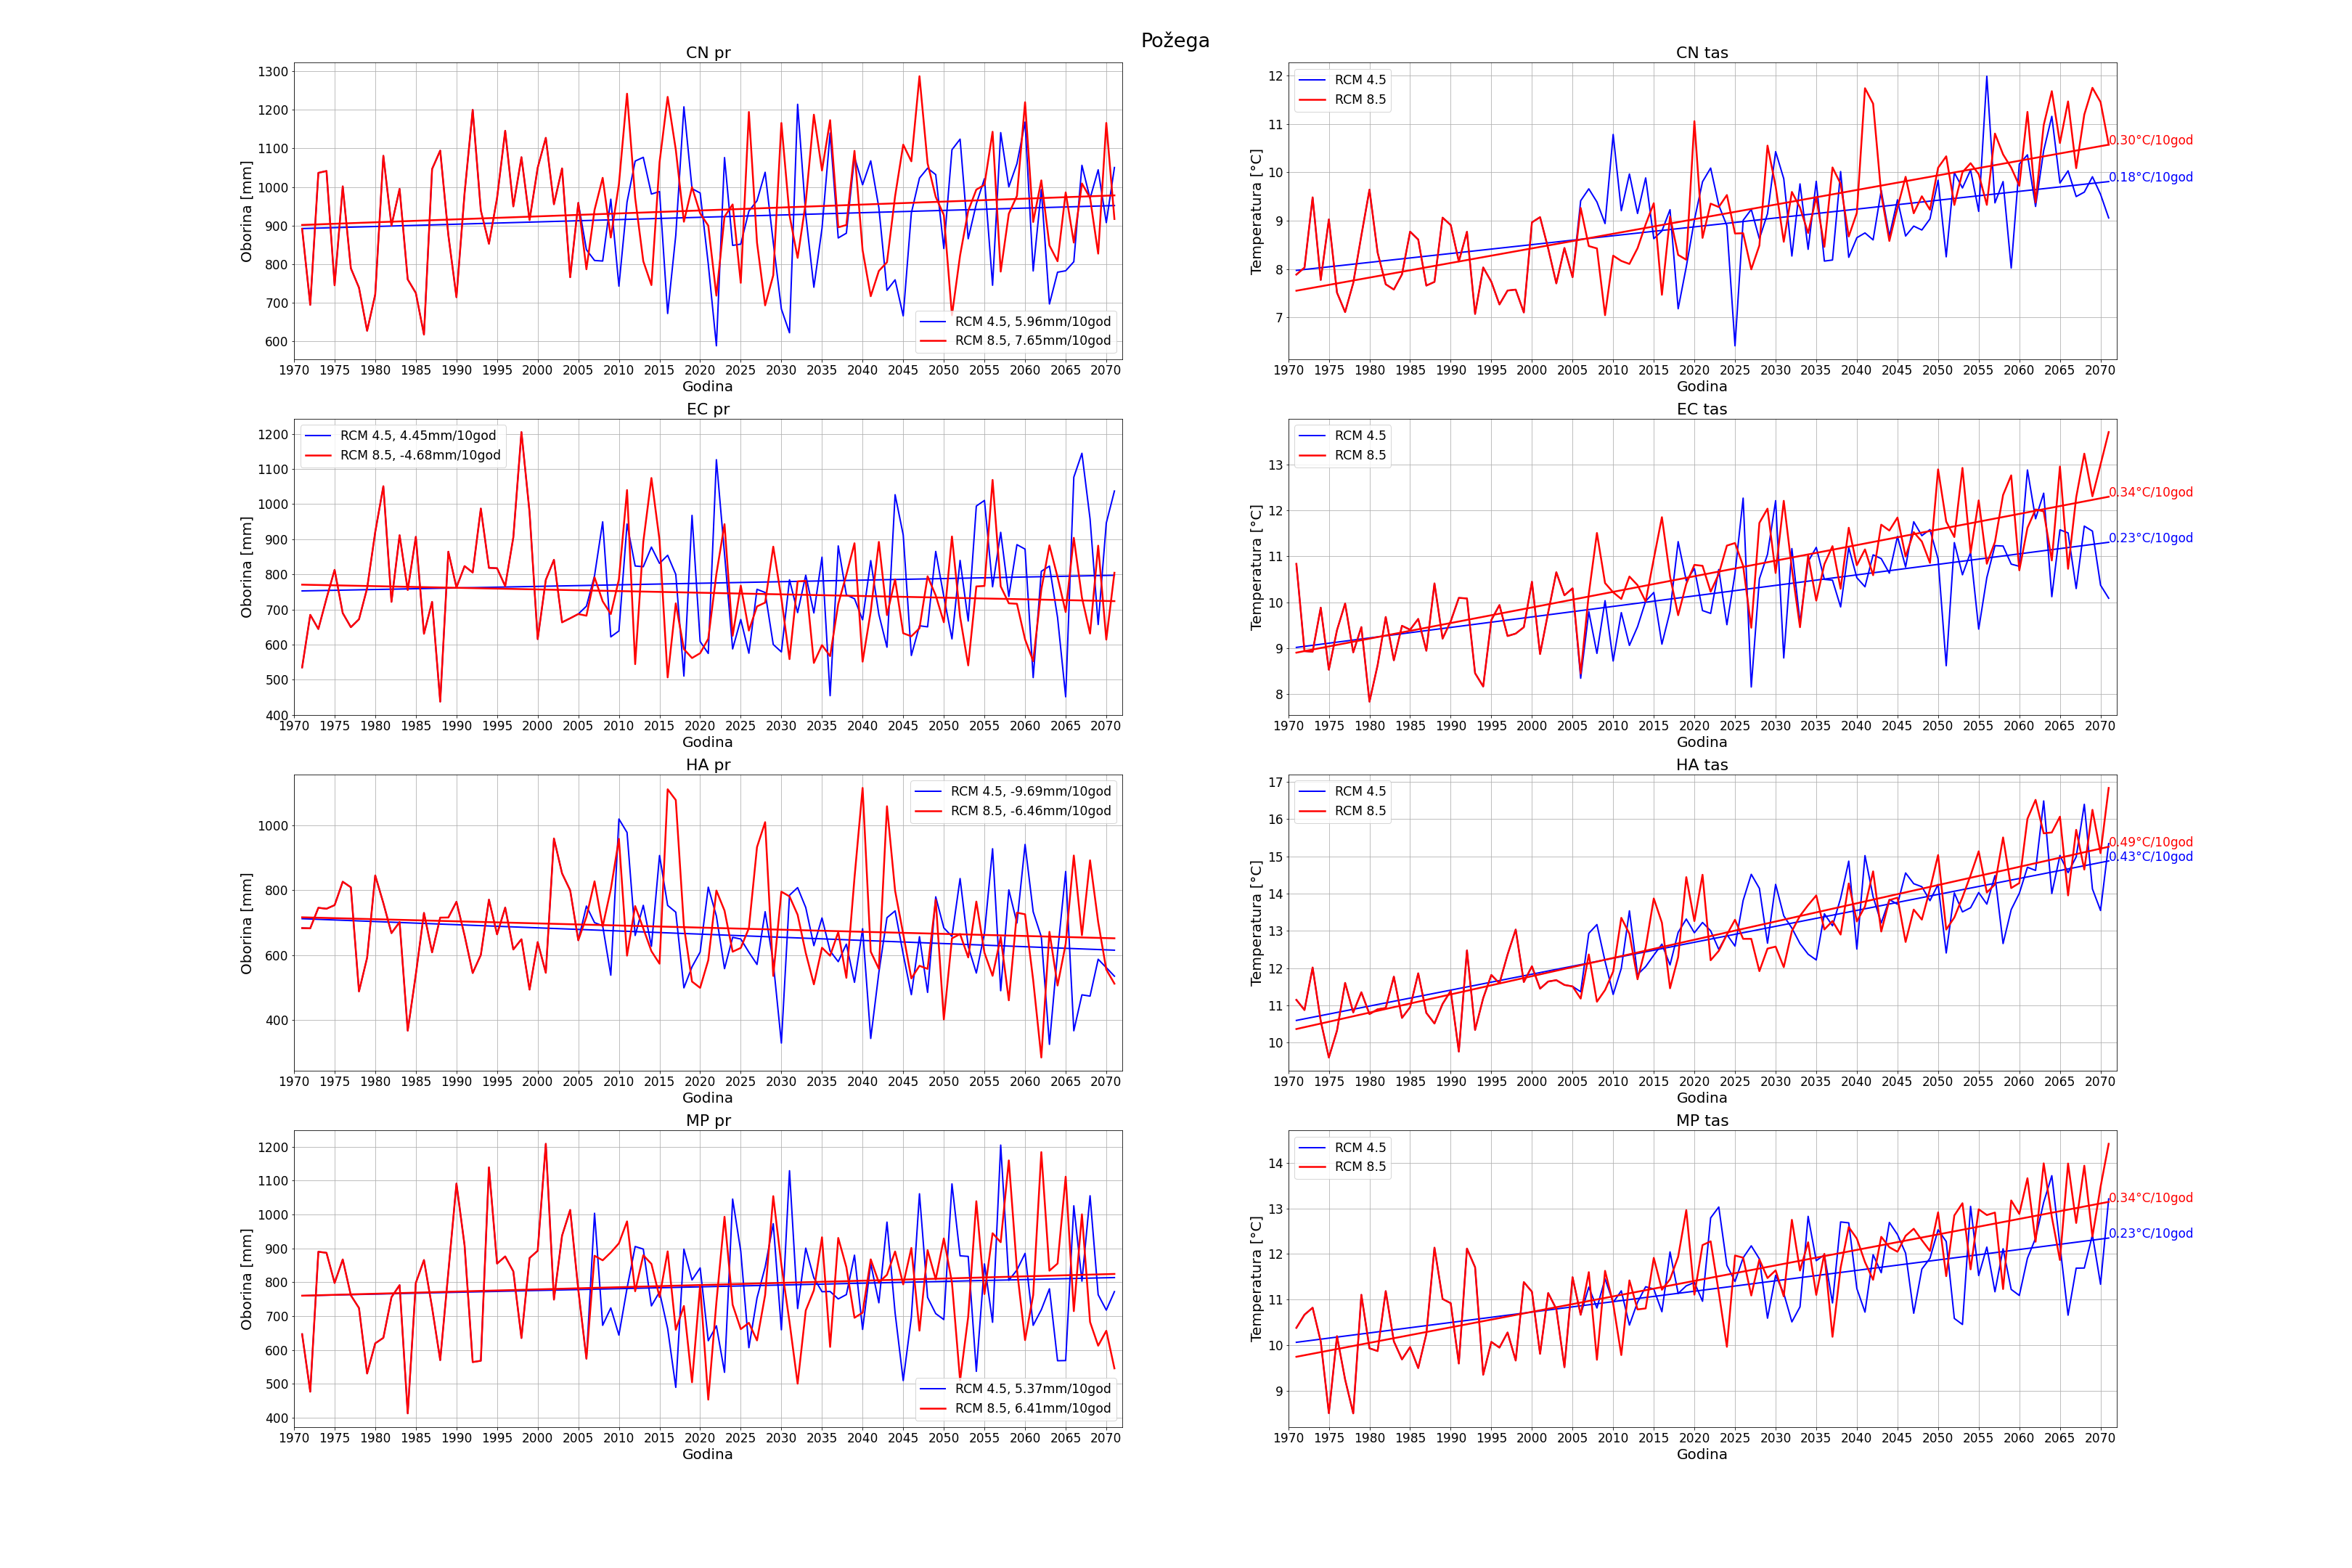 Požega
CN pr
1300
1200
1100
1000
900
800
700
600
Oborina [mm]
RCM 4.5, 5.96mm/10god
RCM 8.5, 7.65mm/10god
1970 1975 1980 1985 1990 1995 2000 2005 2010 2015 2020 2025 2030 2035 2040 2045 2050 2055 2060 2065 2070
Godina
CN tas
12
11
10
9
8
7
Temperatura [°C]
RCM 4.5
RCM 8.5
0.30°C/10god
0.18°C/10god
1970 1975 1980 1985 1990 1995 2000 2005 2010 2015 2020 2025 2030 2035 2040 2045 2050 2055 2060 2065 2070
Godina
EC pr
1200
1100
1000
900
800
700
600
500
400
Oborina [mm]
RCM 4.5, 4.45mm/10god
RCM 8.5, -4.68mm/10god
1970 1975 1980 1985 1990 1995 2000 2005 2010 2015 2020 2025 2030 2035 2040 2045 2050 2055 2060 2065 2070
Godina
EC tas
13
12
11
10
9
8
Temperatura [°C]
RCM 4.5
RCM 8.5
0.34°C/10god
0.23°C/10god
1970 1975 1980 1985 1990 1995 2000 2005 2010 2015 2020 2025 2030 2035 2040 2045 2050 2055 2060 2065 2070
Godina
HA pr
1000
800
600
400
Oborina [mm]
RCM 4.5, -9.69mm/10god
RCM 8.5, -6.46mm/10god
1970 1975 1980 1985 1990 1995 2000 2005 2010 2015 2020 2025 2030 2035 2040 2045 2050 2055 2060 2065 2070
Godina
HA tas
17
16
15
14
13
12
11
10
Temperatura [°C]
RCM 4.5
RCM 8.5
0.49°C/10god
0.43°C/10god
1970 1975 1980 1985 1990 1995 2000 2005 2010 2015 2020 2025 2030 2035 2040 2045 2050 2055 2060 2065 2070
Godina
MP pr
1200
1100
1000
900
800
700
600
500
400
Oborina [mm]
RCM 4.5, 5.37mm/10god
RCM 8.5, 6.41mm/10god
1970 1975 1980 1985 1990 1995 2000 2005 2010 2015 2020 2025 2030 2035 2040 2045 2050 2055 2060 2065 2070
Godina
MP tas
14
13
12
11
10
9
Temperatura [°C]
RCM 4.5
RCM 8.5
0.34°C/10god
0.23°C/10god
1970 1975 1980 1985 1990 1995 2000 2005 2010 2015 2020 2025 2030 2035 2040 2045 2050 2055 2060 2065 2070
Godina